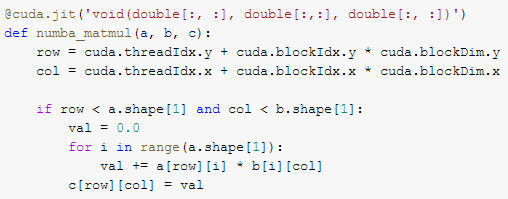 @cuda.jit('void(double[:, :], double[:,:], double[:, :])')
def numba_matmul(a, b, c):
    row = cuda.threadIdx.y + cuda.blockIdx.y * cuda.blockDim.y
    col = cuda.threadIdx.x + cuda.blockIdx.x * cuda.blockDim.x

    if row < a.shape[1] and col < b.shape[1]:
        val = 0.0
        for i in range(a.shape[1]):
            val += a[row][i] * b[i][col]
        c[row][col] = val